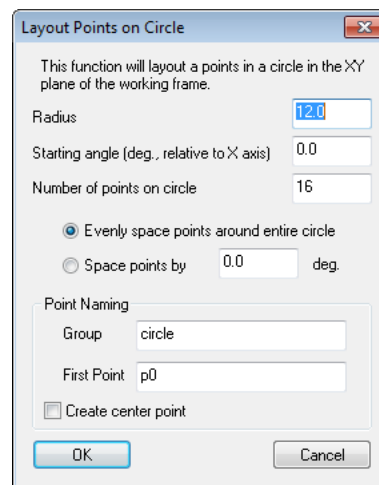 Layout Points on Circle
This function will layout a points in a circle in the XY
plane of the working frame.
Radius 12.0
Starting angle (deg., relative to X axis) 0.0
Number of points on circle 16
Evenly space points around entire circle
Space points by 0.0 deg.
Point Naming
Group circle
First Point p0
Create center point
OK Cancel